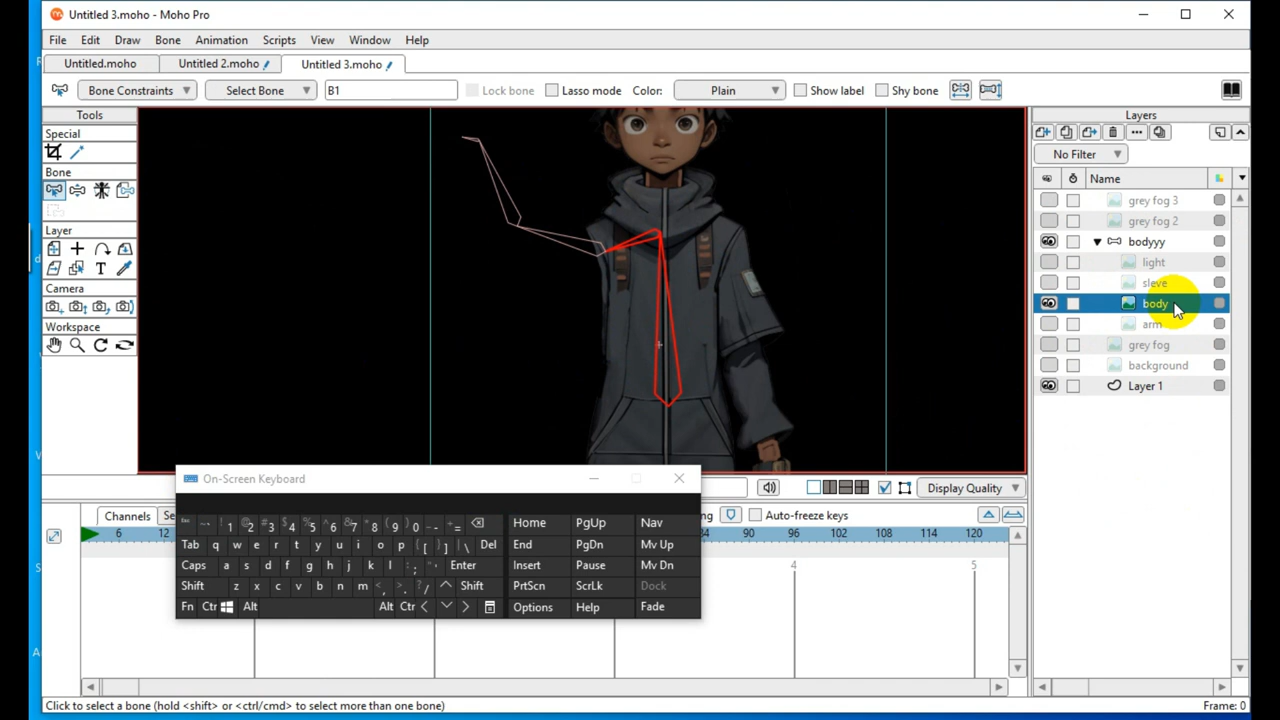 Untitled 3.moho - Moho Pro
File Edit Draw Bone Animation Scripts View Window Help
Untitled.moho Untitled 2.moho Untitled 3.moho
Bone Constraints Select Bone B1 Lock bone Lasso mode Color: Plain Show label Shy bone
Tools
Special
Bone
Layer
T
Camera
Workspace
Layers
No Filter
Name
grey fog 3
grey fog 2
bodyyy
light
sleve
body
arm
grey fog
background
Layer 1
Display Quality
On-Screen Keyboard
Channels
Auto-freeze keys
6 12 90 96 102 108 114 120
4 5
Home PgUp Nav
Tab q w e r t y u i o p [ ] \ Del End PgDn Mv Up
Caps a s d f g h j k l Enter Insert Pause Mv Dn
Shift z x c v b n m Shift PrtScn ScrLk Dock
Fn Ctr Alt Alt Ctr Options Help Fade
Click to select a bone (hold <shift> or <ctrl/cmd> to select more than one bone) Frame: 0